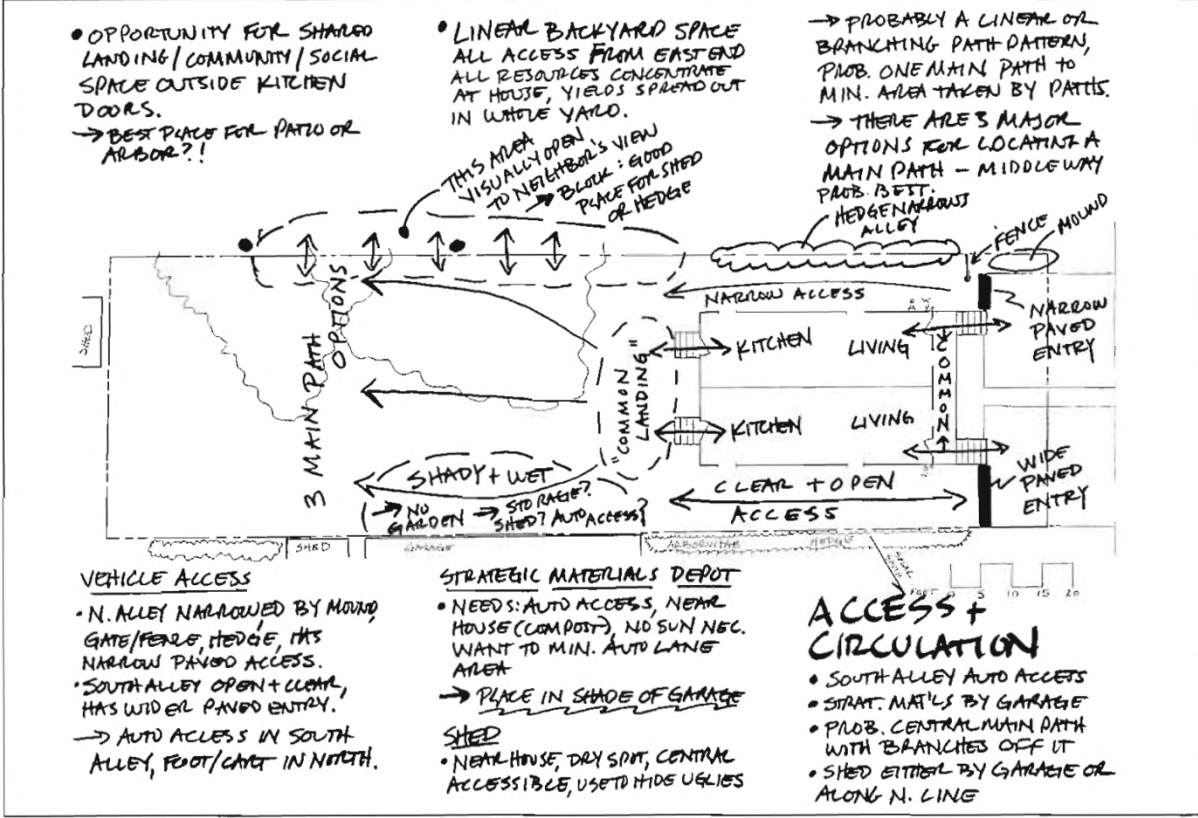 • OPPORTUNITY FOR SHARED
LANDING/COMMUNITY/SOCIAL
SPACE OUTSIDE KITCHEN
DOORS.
→ BEST PLACE FOR PATIO OR
ARBOR?!
• LINEAR BACKYARD SPACE
ALL ACCESS FROM EAST END
ALL RESOURCES CONCENTRATE
AT HOUSE, YIELDS SPREAD OUT
IN WHOLE YARD.
→ PROBABLY A LINEAR OR
BRANCHING PATH PATTERN,
PROB. ONE MAIN PATH TO
MIN. AREA TAKEN BY PATHS.
→ THERE ARE 3 MAJOR
OPTIONS FOR LOCATING A
MAIN PATH – MIDDLE WAY
PROB. BEST.
THIS AREA
VISUALLY OPEN
TO NEIGHBOR'S VIEW
→ BLOCK: GOOD
PLACE FOR SHED
OR HEDGE
HEDGE NARROWS
ALLEY
FENCE
MOUND
NARROW ACCESS
NARROW
PAVED
ENTRY
SHED
3 MAIN PATH
OPTIONS
"COMMON
LANDING"
KITCHEN
LIVING
COMMON
KITCHEN
LIVING
WIDE
PAVED
ENTRY
SHADY + WET
→ NO
GARDEN
→ STORAGE?
SHED? AUTO ACCESS?
CLEAR + OPEN
ACCESS
SHED
GARAGE
ARBORVITAE HEDGE
FEET 0 5 10 15 20
VEHICLE ACCESS
• N. ALLEY NARROWED BY MOUND,
GATE/FENCE, HEDGE, HAS
NARROW PAVED ACCESS.
• SOUTH ALLEY OPEN + CLEAR,
HAS WIDER PAVED ENTRY.
→ AUTO ACCESS IN SOUTH
ALLEY, FOOT/CART IN NORTH.
STRATEGIC MATERIALS DEPOT
• NEEDS: AUTO ACCESS, NEAR
HOUSE (COMPOST), NO SUN NEC.
WANT TO MIN. AUTO LANE
AREA
→ PLACE IN SHADE OF GARAGE
SHED
• NEAR HOUSE, DRY SPOT, CENTRAL
ACCESSIBLE, USE TO HIDE UGLIES
ACCESS +
CIRCULATION
• SOUTH ALLEY AUTO ACCESS
• STRAT. MAT'LS BY GARAGE
• PROB. CENTRAL MAIN PATH
WITH BRANCHES OFF IT
• SHED EITHER BY GARAGE OR
ALONG N. LINE